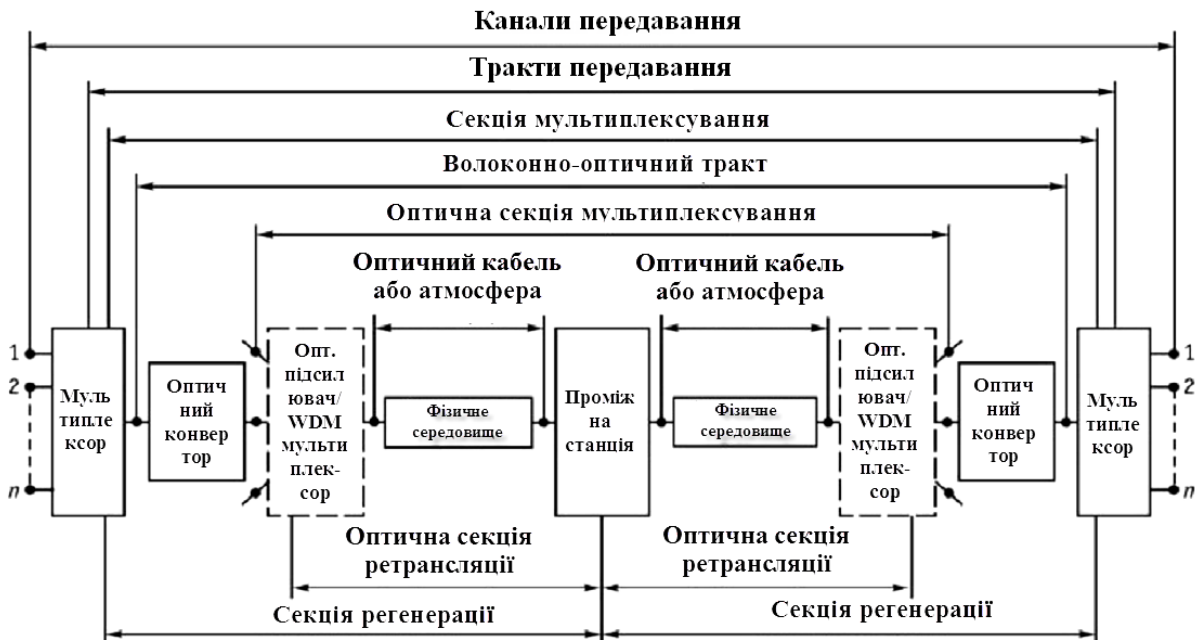 Канали передавання
Тракти передавання
Секція мультиплексування
Волоконно-оптичний тракт
Оптична секція мультиплексування
Оптичний кабель
або атмосфера
Оптичний кабель
або атмосфера
1
2
n
Муль
типле
ксор
Оптич
ний
конвер
тор
Опт.
підсил
ювач/
WDM
мульти
плек-
сор
Фізичне
середовище
Проміж
на
станція
Фізичне
середовище
Опт.
підсил
ювач/
WDM
мульти
плек-
сор
Оптич
ний
конвер
тор
Муль
типле
ксор
1
2
n
Оптична секція
ретрансляції
Оптична секція
ретрансляції
Секція регенерації
Секція регенерації